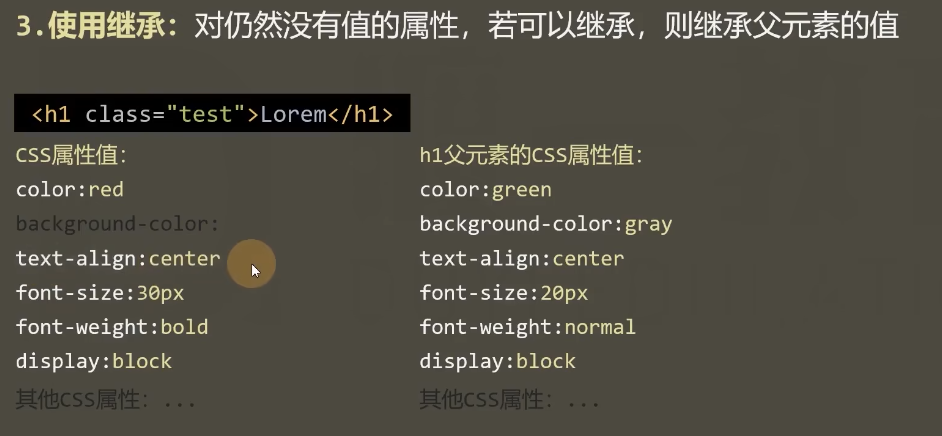 3.使用继承：对仍然没有值的属性，若可以继承，则继承父元素的值
<h1 class="test">Lorem</h1>
CSS属性值：
color:red
background-color:
text-align:center
font-size:30px
font-weight:bold
display:block
其他CSS属性：...
h1父元素的CSS属性值：
color:green
background-color:gray
text-align:center
font-size:20px
font-weight:normal
display:block
其他CSS属性：...